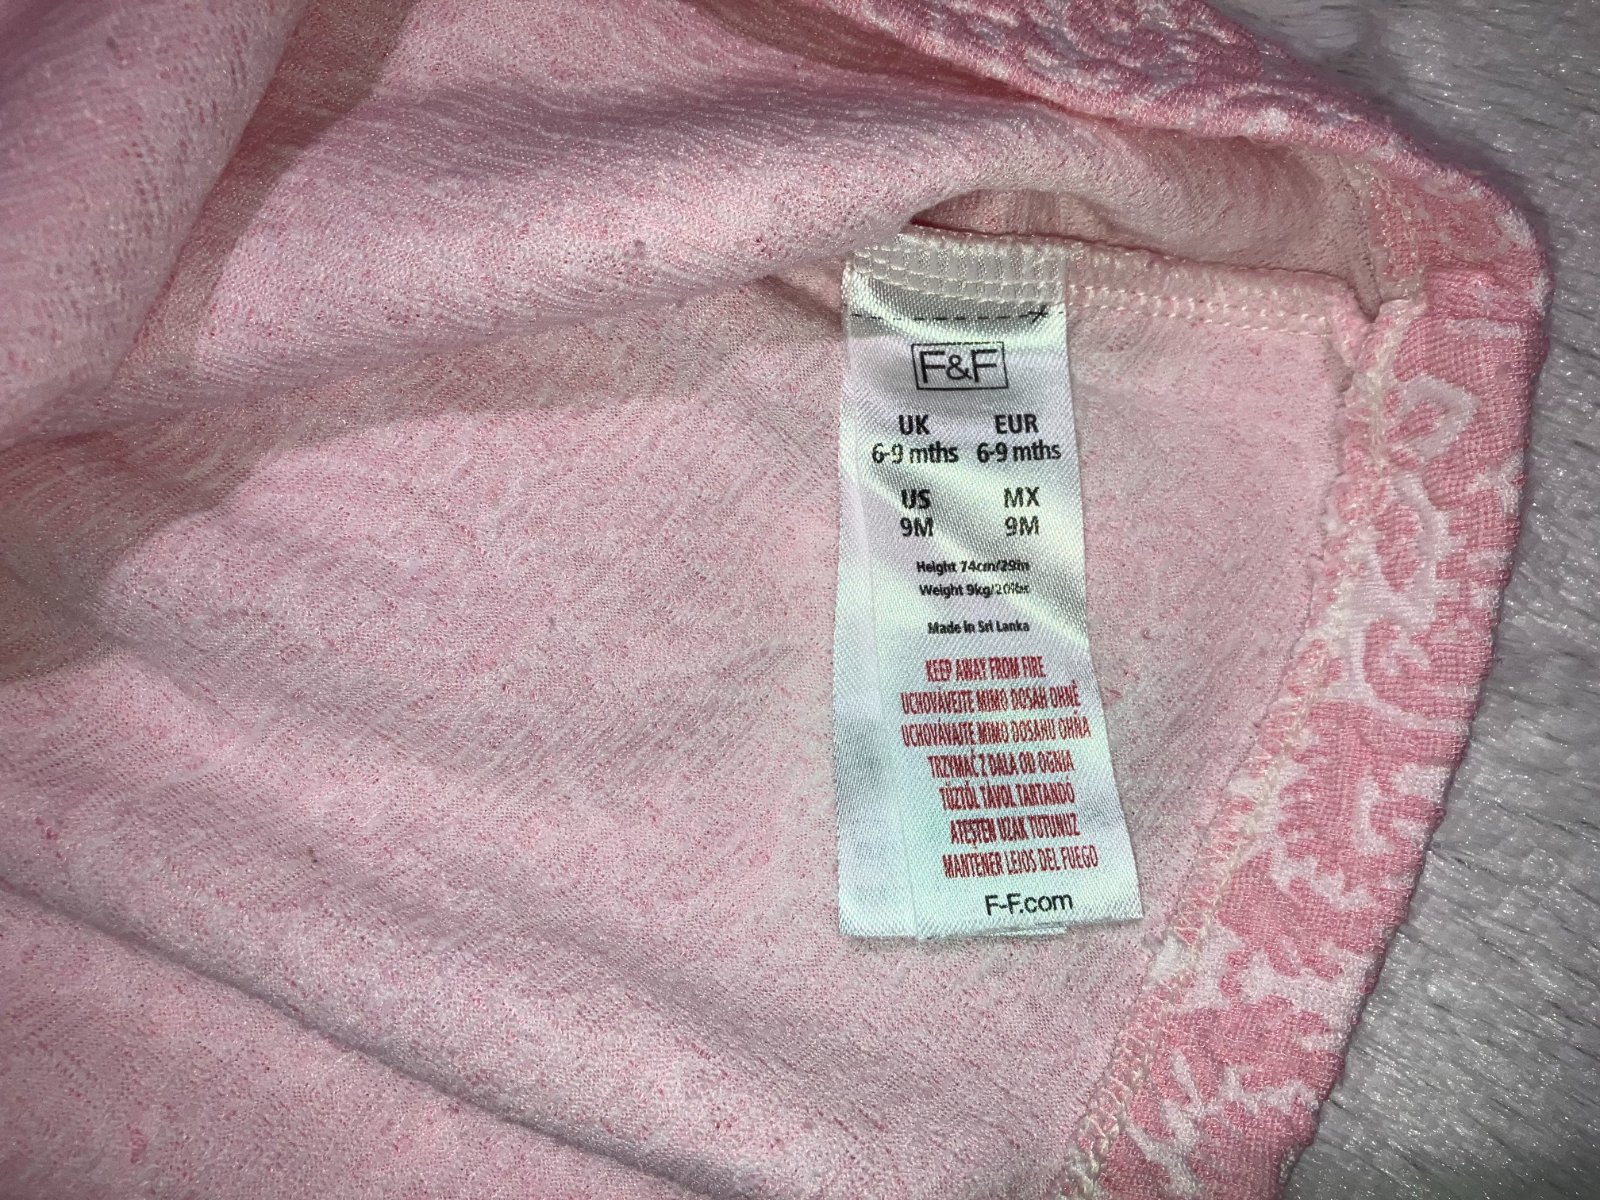 F&F
UK EUR
6-9 mths 6-9 mths
US MX
9M 9M
Height 74cm/29in
Weight 9kg/20lbs
Made in Sri Lanka
KEEP AWAY FROM FIRE
UCHOVÁVEJTE MIMO DOSAH OHNĚ
UCHOVÁVAJTE MIMO DOSAHU OHŇA
TRZYMAĆ Z DALA OD OGNIA
TŰZTŐL TÁVOL TARTANDÓ
ATEŞTEN UZAK TUTUNUZ
MANTENER LEJOS DEL FUEGO
F-F.com